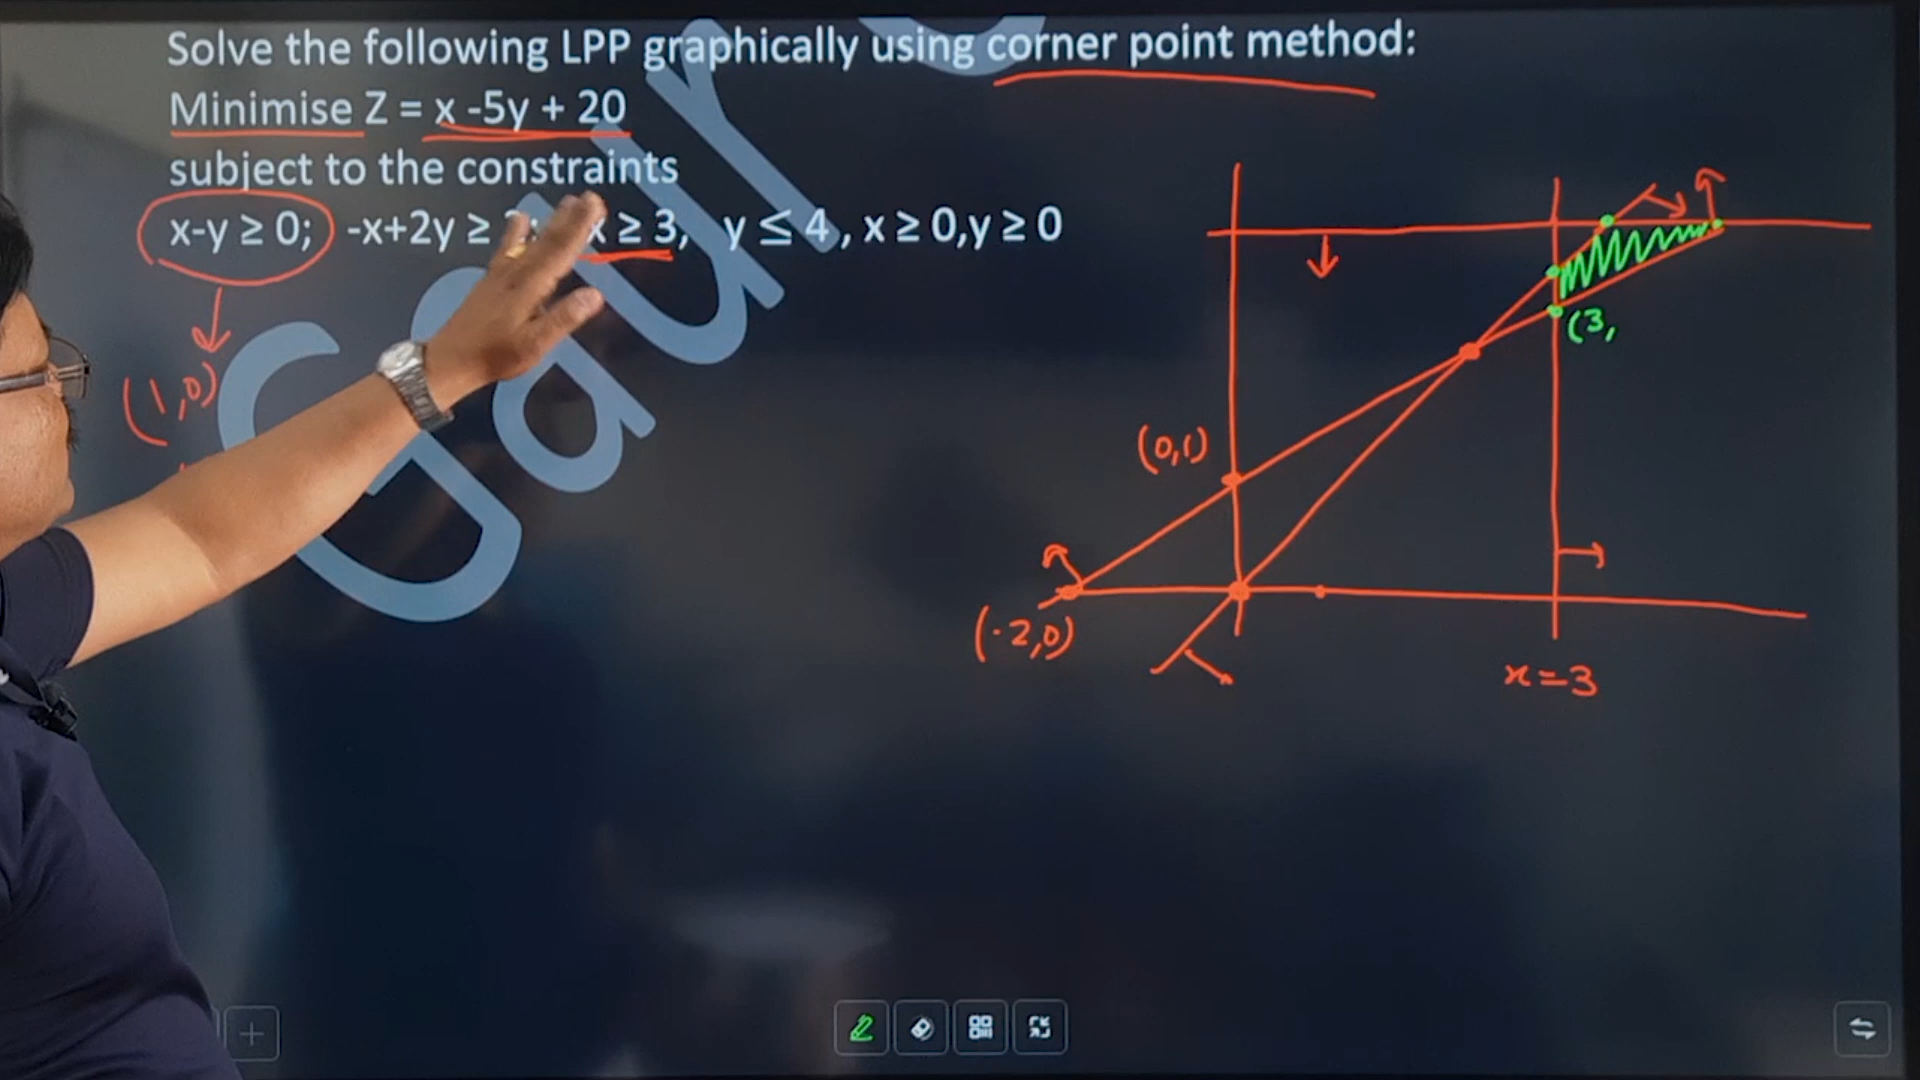 Solve the following LPP graphically using corner point method:
Minimise Z = x -5y + 20
subject to the constraints
x-y ≥ 0; -x+2y ≥ x ≥ 3, y ≤ 4 , x ≥ 0,y ≥ 0
(1,0)
(3,
(0,1)
(-2,0)
x=3
Gaur